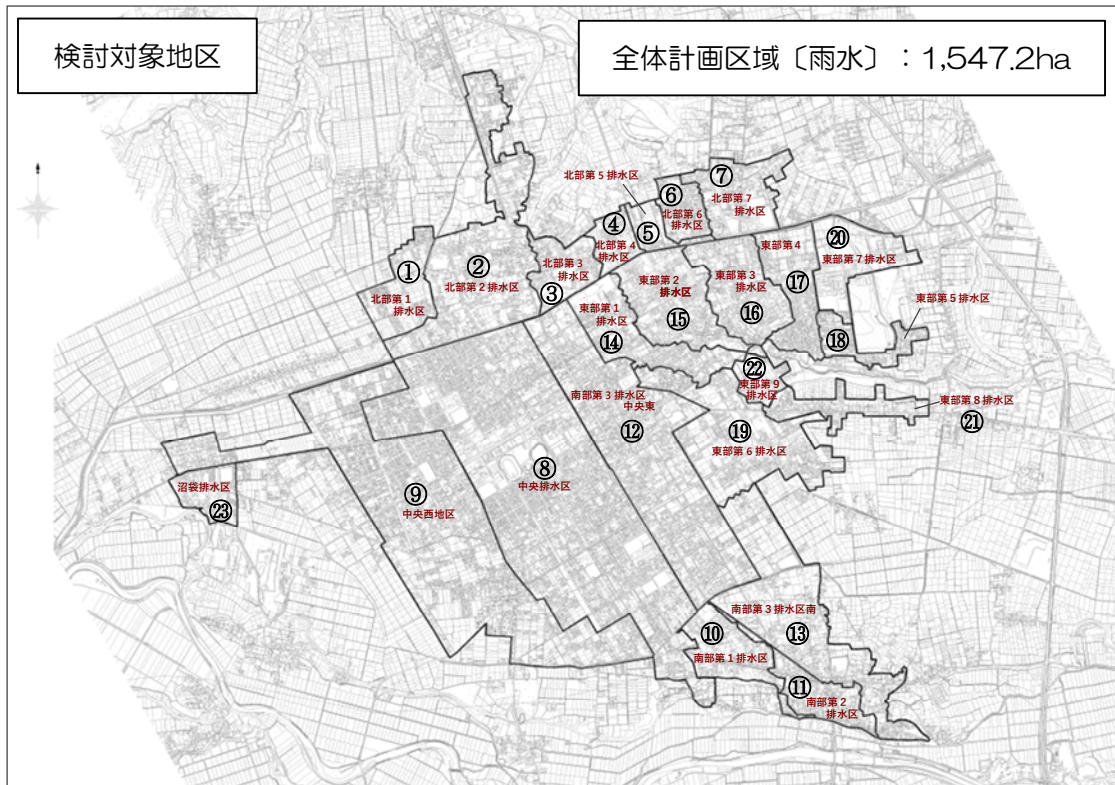 検討対象地区
全体計画区域〔雨水〕：1,547.2ha
北部第５排水区
⑦
⑥
北部第７
排水区
④
⑤
北部第６
排水区
北部第４
排水区
①
北部第１
排水区
②
北部第２排水区
北部第３
排水区
③
東部第４
⑰
⑳
東部第７排水区
東部第２
排水区
⑮
東部第３
排水区
⑯
東部第１
排水区
⑭
東部第５排水区
⑱
㉒
東部第９
排水区
東部第８排水区
㉑
南部第３排水区
中央東
⑫
⑲
東部第６排水区
⑧
中央排水区
⑨
中央西地区
沼袋排水区
㉓
南部第３排水区南
⑬
⑩
南部第１排水区
⑪
南部第２
排水区